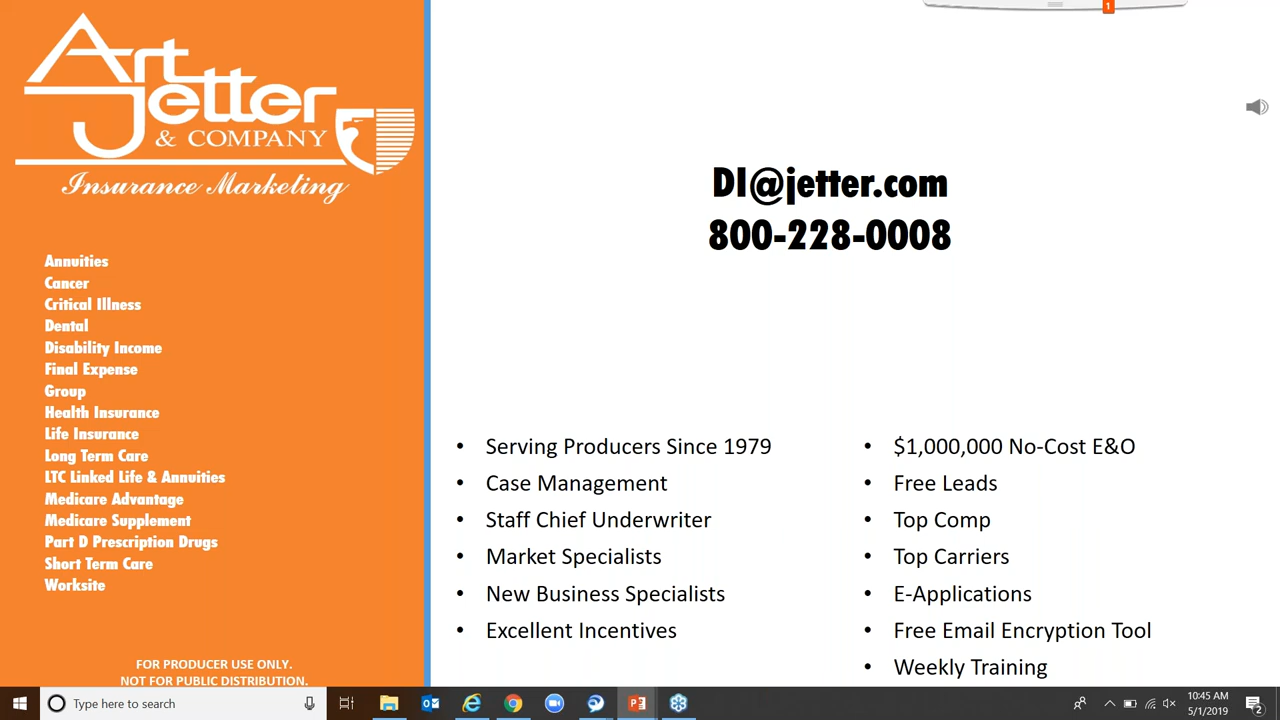 1
Art
Jetter
& COMPANY
Insurance Marketing
Annuities
Cancer
Critical Illness
Dental
Disability Income
Final Expense
Group
Health Insurance
Life Insurance
Long Term Care
LTC Linked Life & Annuities
Medicare Advantage
Medicare Supplement
Part D Prescription Drugs
Short Term Care
Worksite
FOR PRODUCER USE ONLY.
NOT FOR PUBLIC DISTRIBUTION.
DI@jetter.com
800-228-0008
• Serving Producers Since 1979
• Case Management
• Staff Chief Underwriter
• Market Specialists
• New Business Specialists
• Excellent Incentives
• $1,000,000 No-Cost E&O
• Free Leads
• Top Comp
• Top Carriers
• E-Applications
• Free Email Encryption Tool
• Weekly Training
Type here to search
10:45 AM
5/1/2019
2